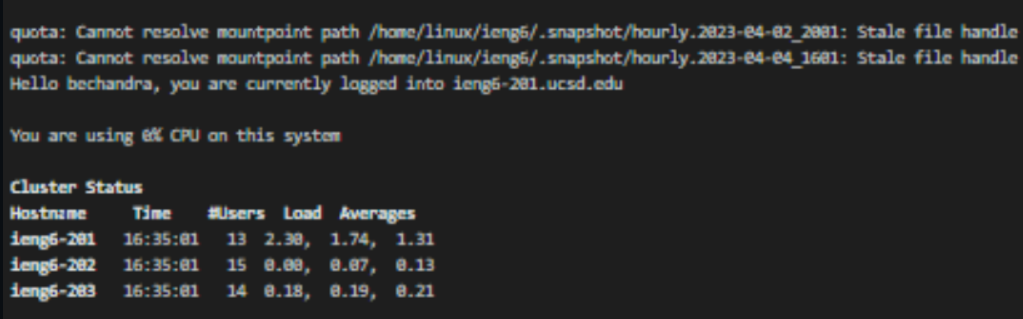 quota: Cannot resolve mountpoint path /home/linux/ieng6/.snapshot/hourly.2023-04-02_2001: Stale file handle
quota: Cannot resolve mountpoint path /home/linux/ieng6/.snapshot/hourly.2023-04-04_1601: Stale file handle
Hello bechandra, you are currently logged into ieng6-201.ucsd.edu
You are using 0% CPU on this system
Cluster Status
Hostname Time #Users Load Averages
ieng6-201 16:35:01 13 2.30, 1.74, 1.31
ieng6-202 16:35:01 15 0.00, 0.07, 0.13
ieng6-203 16:35:01 14 0.18, 0.19, 0.21